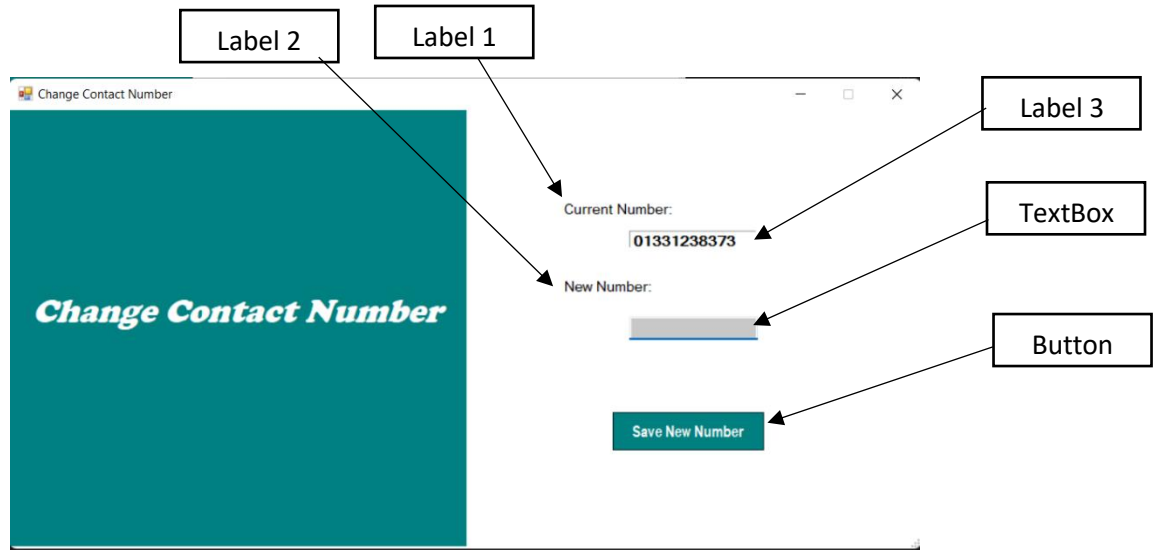 Label 2
Label 1
Change Contact Number
Label 3
Current Number:
TextBox
01331238373
New Number:
Change Contact Number
Button
Save New Number